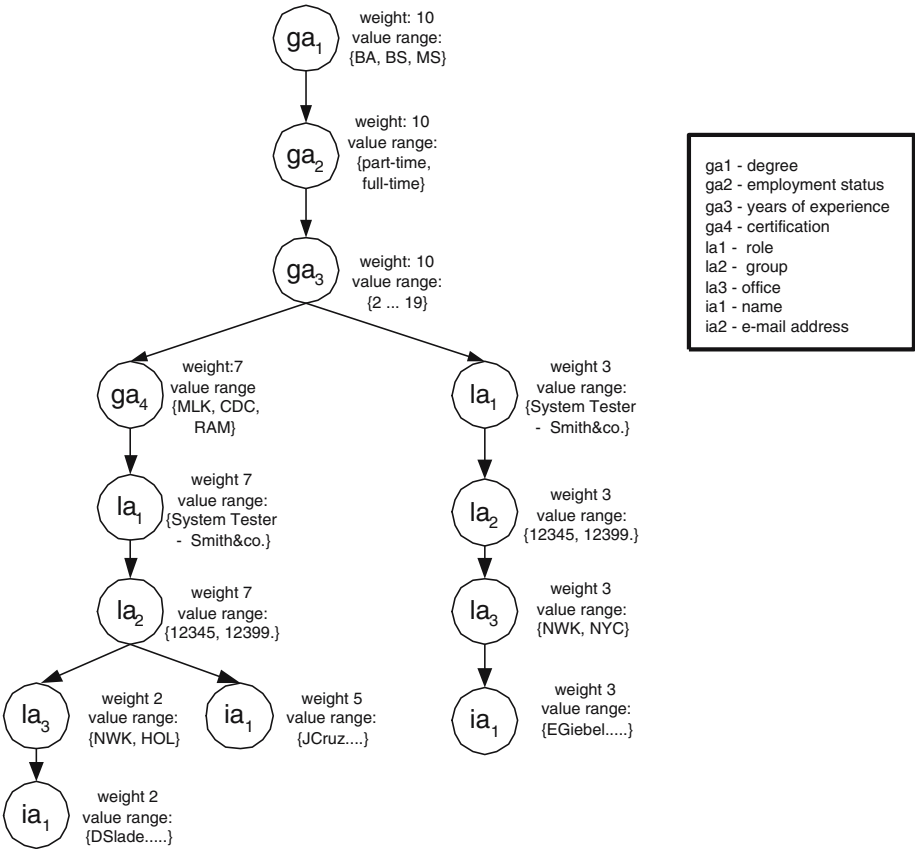 ga1
weight: 10
value range:
{BA, BS, MS}
ga2
weight: 10
value range:
{part-time,
full-time}
ga3
weight: 10
value range:
{2 ... 19}
ga1 - degree
ga2 - employment status
ga3 - years of experience
ga4 - certification
la1 - role
la2 - group
la3 - office
ia1 - name
ia2 - e-mail address
ga4
weight:7
value range
{MLK, CDC,
RAM}
la1
weight 3
value range:
{System Tester
- Smith&co.}
la1
weight 7
value range:
{System Tester
- Smith&co.}
la2
weight 3
value range:
{12345, 12399.}
la2
weight 7
value range:
{12345, 12399.}
la3
weight 3
value range:
{NWK, NYC}
la3
weight 2
value range:
{NWK, HOL}
ia1
weight 5
value range:
{JCruz....}
ia1
weight 3
value range:
{EGiebel.....}
ia1
weight 2
value range:
{DSlade.....}